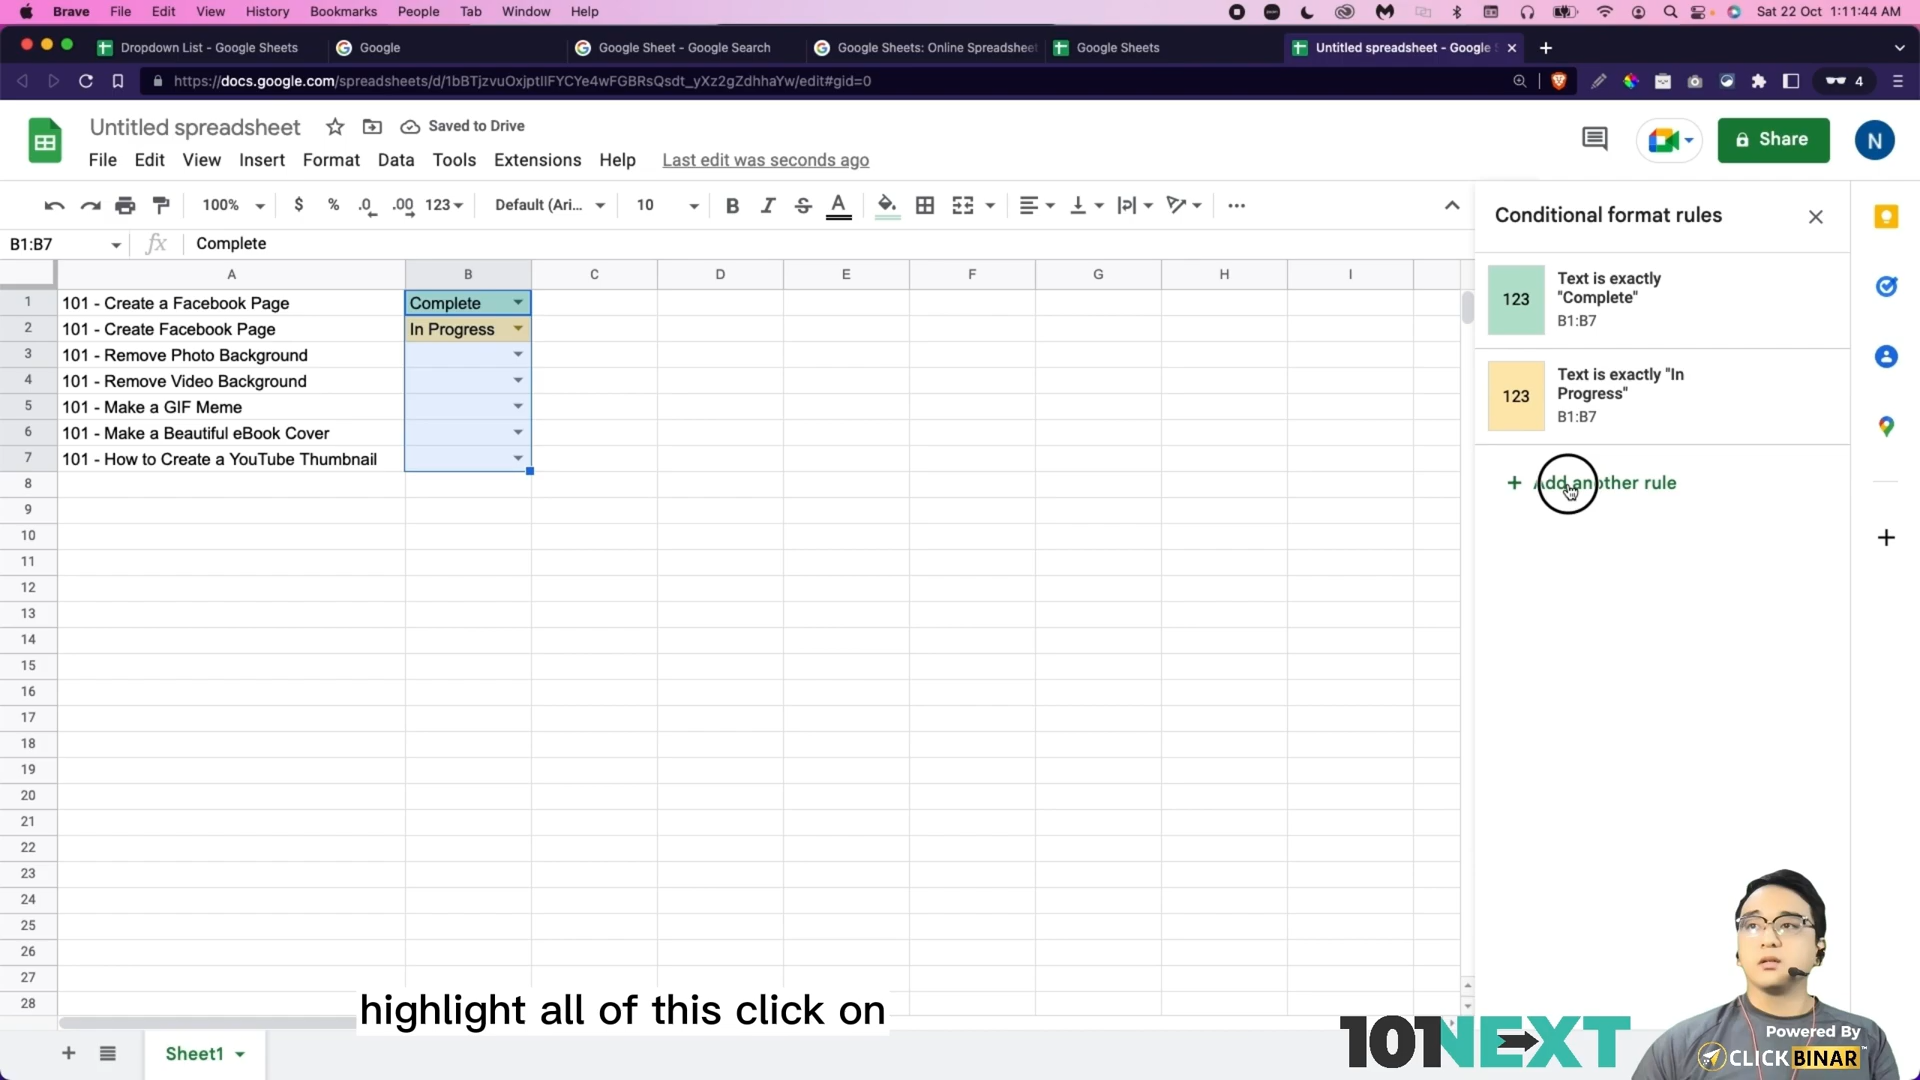 Brave File Edit View History Bookmarks People Tab Window Help Sat 22 Oct 1:11:44 AM
Dropdown List - Google Sheets Google Google Sheet - Google Search Google Sheets: Online Spreadshee Google Sheets Untitled spreadsheet - Google S
https://docs.google.com/spreadsheets/d/1bBTjzvuOxjptIlFYCYe4wFGBRsQsdt_yXz2gZdhhaYw/edit#gid=0 4
Untitled spreadsheet Saved to Drive
File Edit View Insert Format Data Tools Extensions Help Last edit was seconds ago
Share N
100% $ % .0 .00 123 Default (Ari... 10 B I S A
B1:B7 fx Complete
A B C D E F G H I
1 101 - Create a Facebook Page Complete
2 101 - Create Facebook Page In Progress
3 101 - Remove Photo Background
4 101 - Remove Video Background
5 101 - Make a GIF Meme
6 101 - Make a Beautiful eBook Cover
7 101 - How to Create a YouTube Thumbnail
8
9
10
11
12
13
14
15
16
17
18
19
20
21
22
23
24
25
26
27
28
Conditional format rules
123 Text is exactly
"Complete"
B1:B7
123 Text is exactly "In
Progress"
B1:B7
+ Add another rule
highlight all of this click on
Sheet1
101NEXT
Powered By
CLICKBINAR